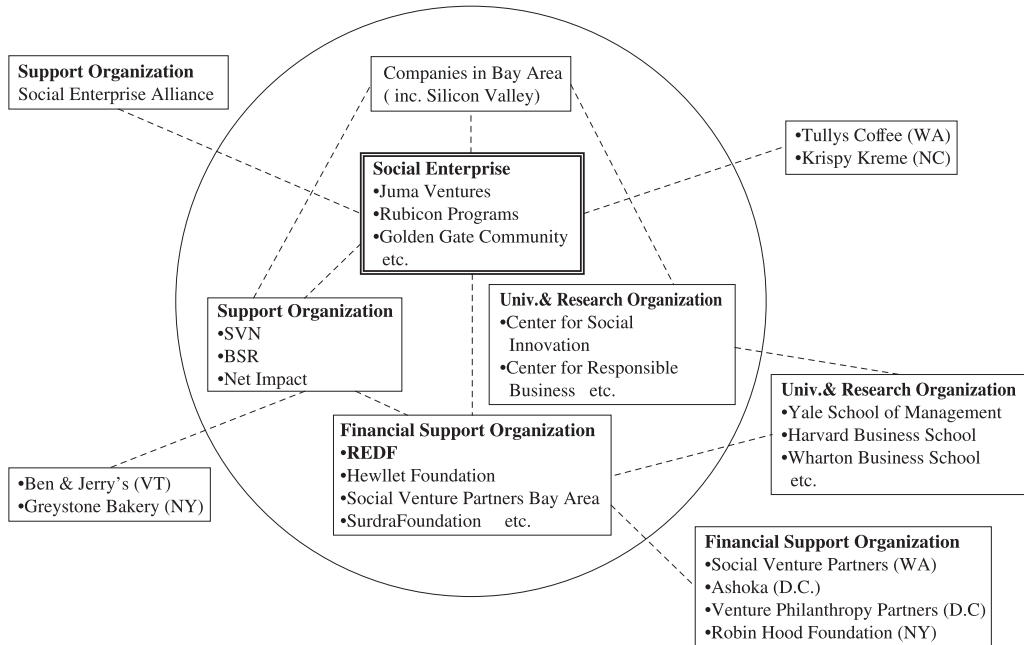 Support Organization
Social Enterprise Alliance
Companies in Bay Area
( inc. Silicon Valley)
•Tullys Coffee (WA)
•Krispy Kreme (NC)
Social Enterprise
•Juma Ventures
•Rubicon Programs
•Golden Gate Community
etc.
Support Organization
•SVN
•BSR
•Net Impact
Univ.& Research Organization
•Center for Social
Innovation
•Center for Responsible
Business etc.
Univ.& Research Organization
•Yale School of Management
•Harvard Business School
•Wharton Business School
etc.
Financial Support Organization
•REDF
•Hewllet Foundation
•Social Venture Partners Bay Area
•SurdraFoundation etc.
•Ben & Jerry's (VT)
•Greystone Bakery (NY)
Financial Support Organization
•Social Venture Partners (WA)
•Ashoka (D.C.)
•Venture Philanthropy Partners (D.C)
•Robin Hood Foundation (NY)